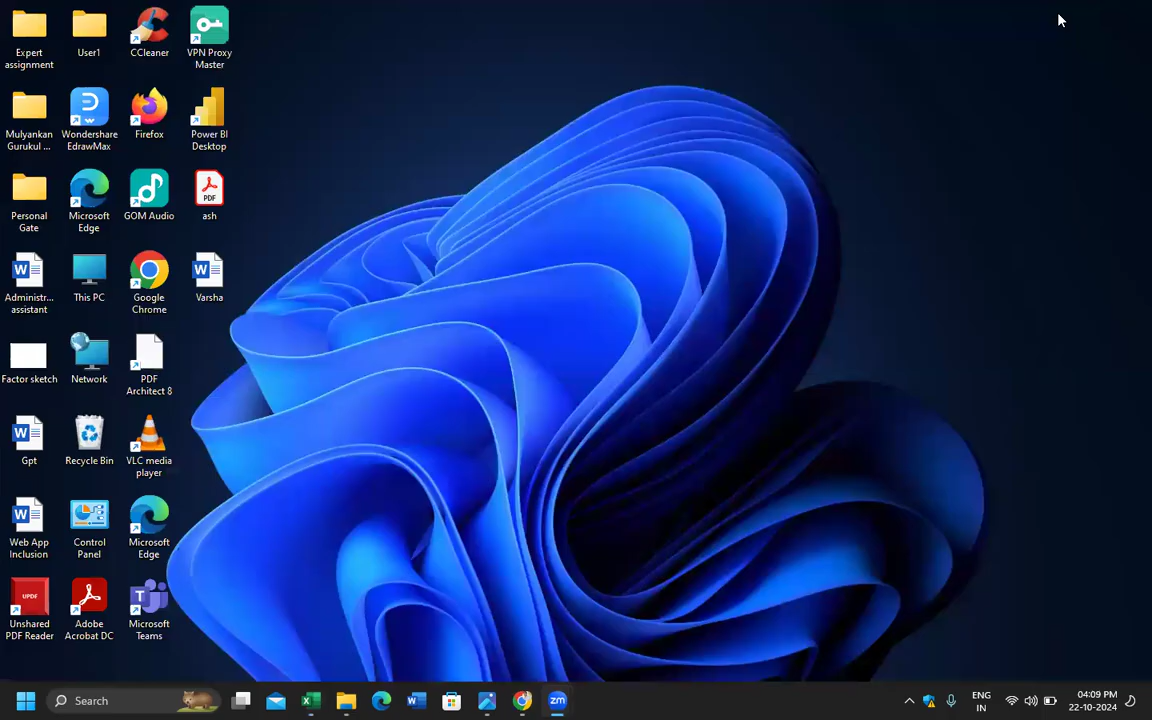 Expert
assignment
User1
CCleaner
VPN Proxy
Master
Mulyankan
Gurukul ...
Wondershare
EdrawMax
Firefox
Power BI
Desktop
Personal
Gate
Microsoft
Edge
GOM Audio
PDF
ash
Administr...
assistant
This PC
Google
Chrome
Varsha
Factor sketch
Network
PDF
Architect 8
Gpt
Recycle Bin
VLC media
player
Web App
Inclusion
Control
Panel
Microsoft
Edge
UPDF
Unshared
PDF Reader
Adobe
Acrobat DC
Microsoft
Teams
Search
zm
ENG
IN
04:09 PM
22-10-2024